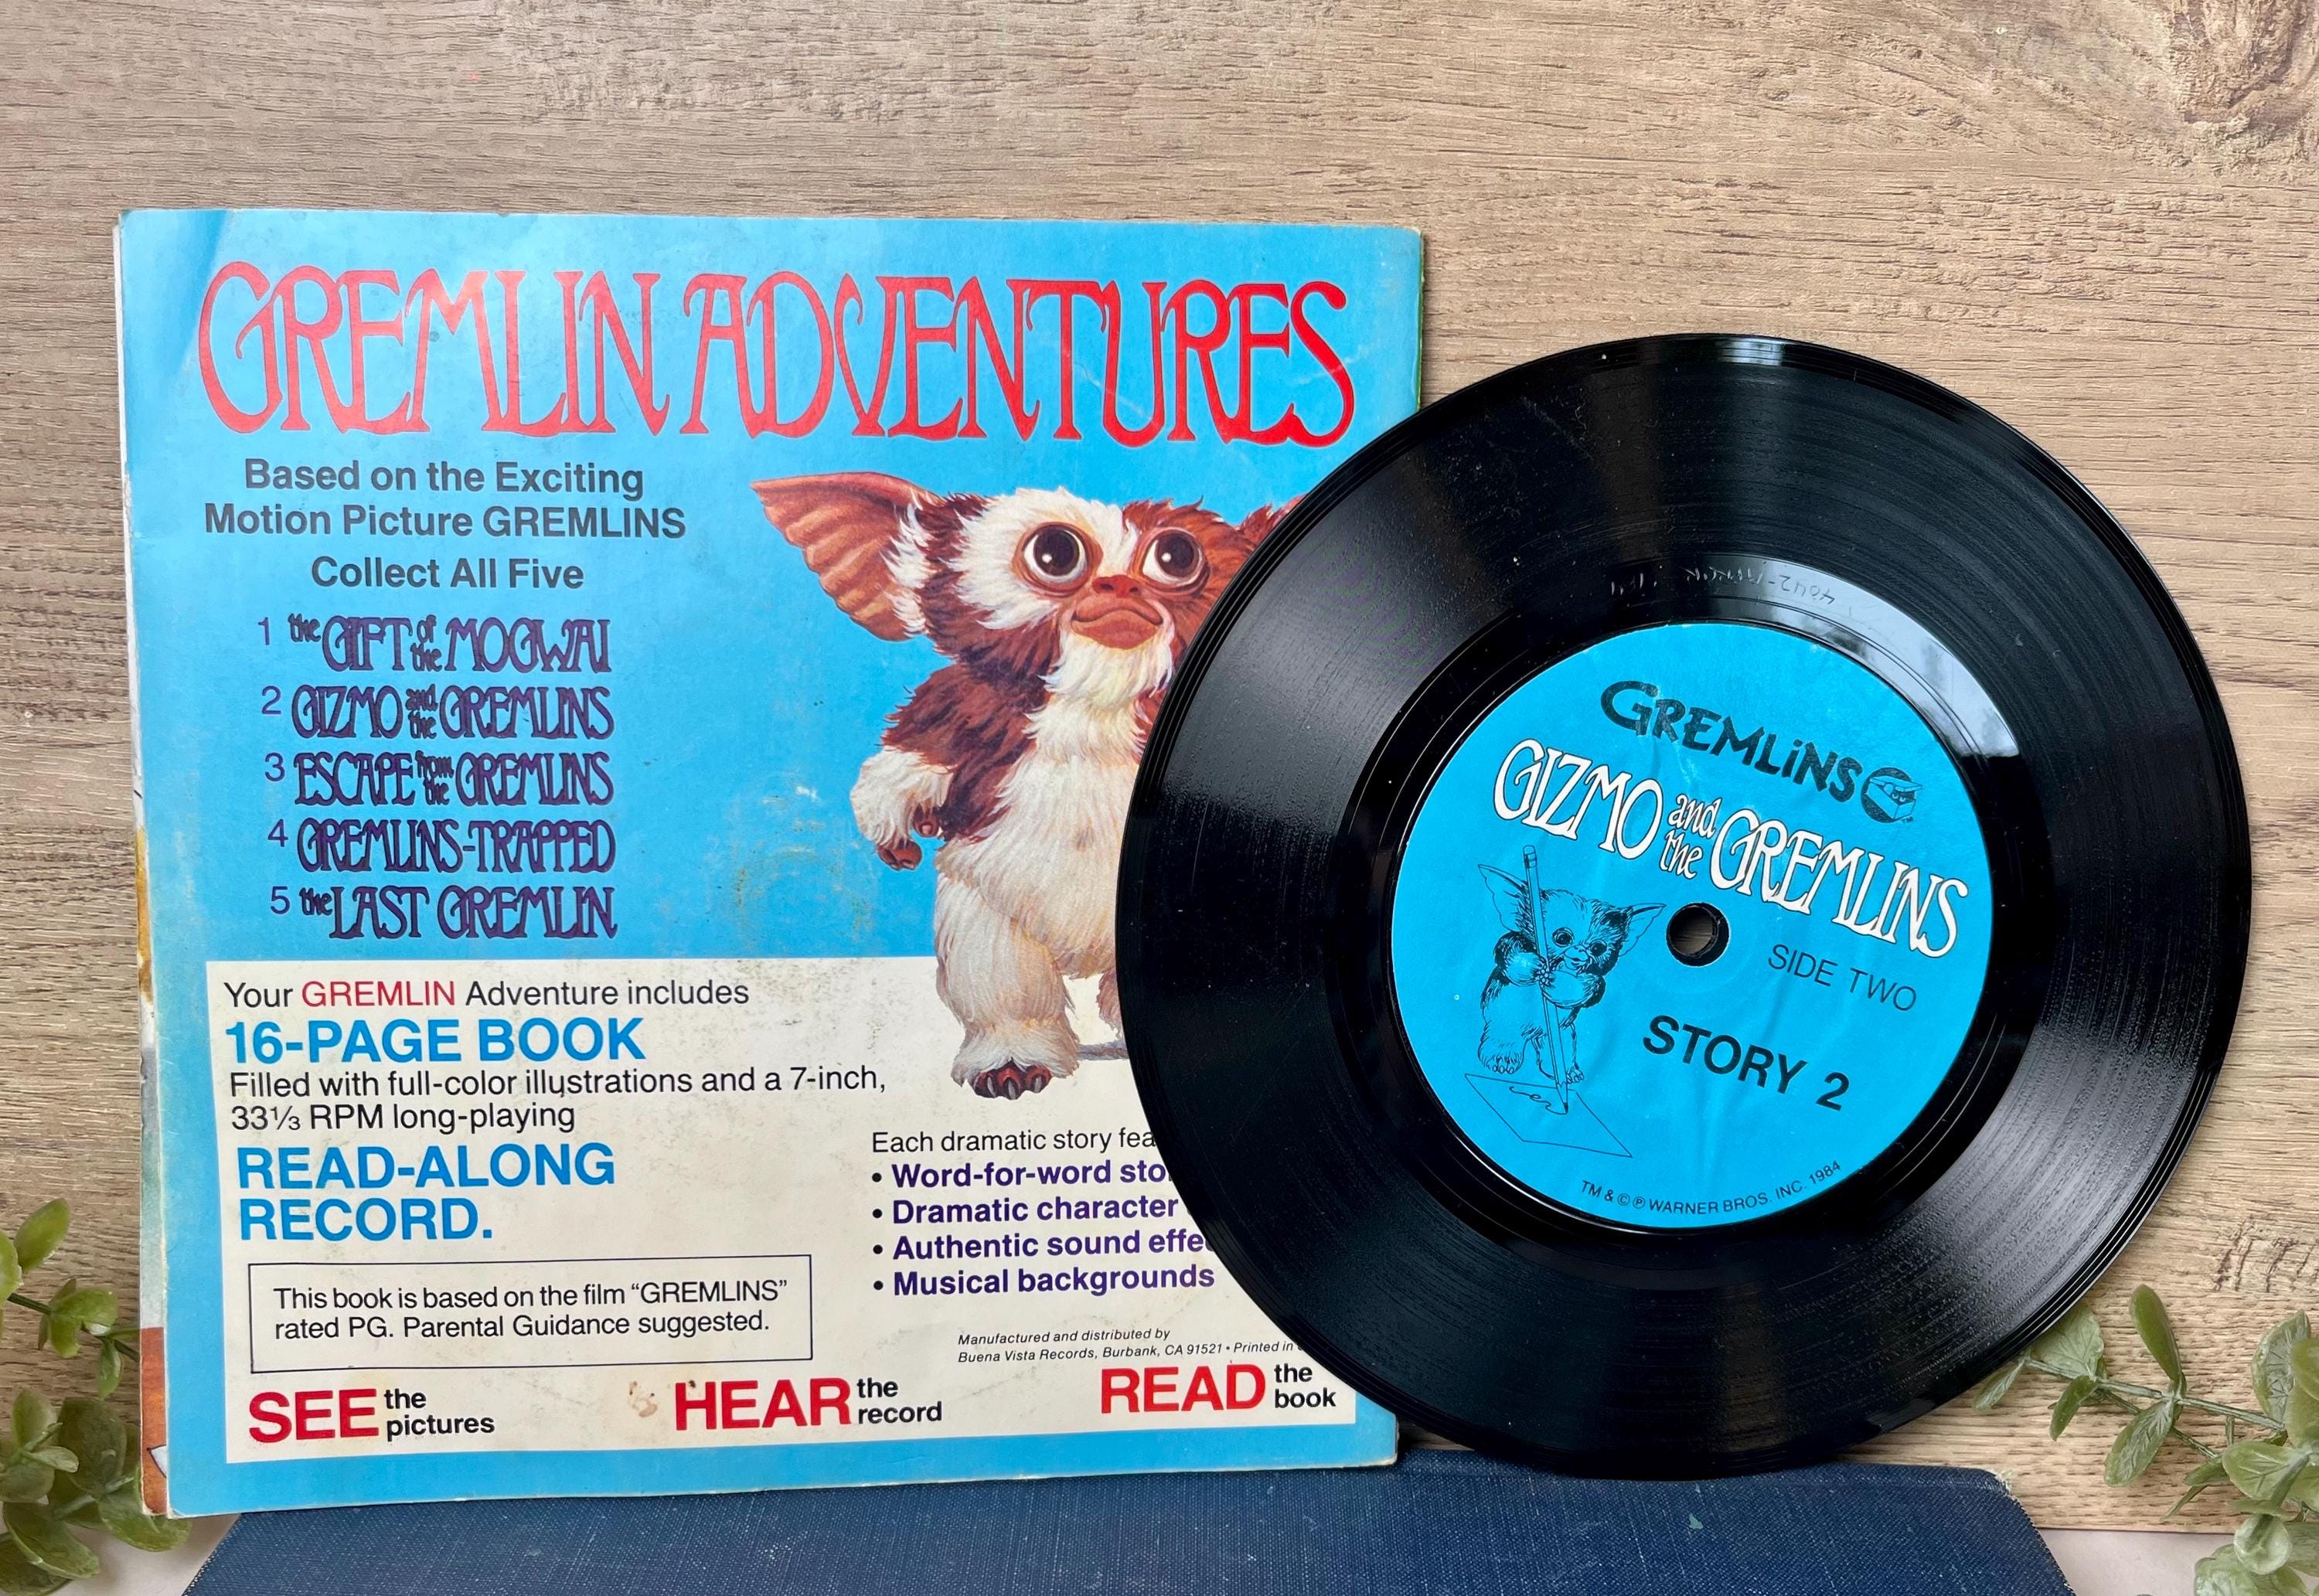 GREMLIN ADVENTURES
Based on the Exciting
Motion Picture GREMLINS
Collect All Five
1 the GIFT of the MOGWAI
2 GIZMO and the GREMLINS
3 ESCAPE from the GREMLINS
4 GREMLINS-TRAPPED
5 the LAST GREMLIN
Your GREMLIN Adventure includes
16-PAGE BOOK
Filled with full-color illustrations and a 7-inch,
33⅓ RPM long-playing
READ-ALONG
RECORD.
This book is based on the film “GREMLINS”
rated PG. Parental Guidance suggested.
Each dramatic story
• Word-for-word
• Dramatic character
• Authentic sound
• Musical backgrounds
Manufactured and distributed by
Buena Vista Records, Burbank, CA 91521 • Printed in
SEE the pictures
HEAR the record
READ the book
GREMLiNS
GIZMO and the GREMLINS
SIDE TWO
STORY 2
TM & © ℗ WARNER BROS. INC. 1984